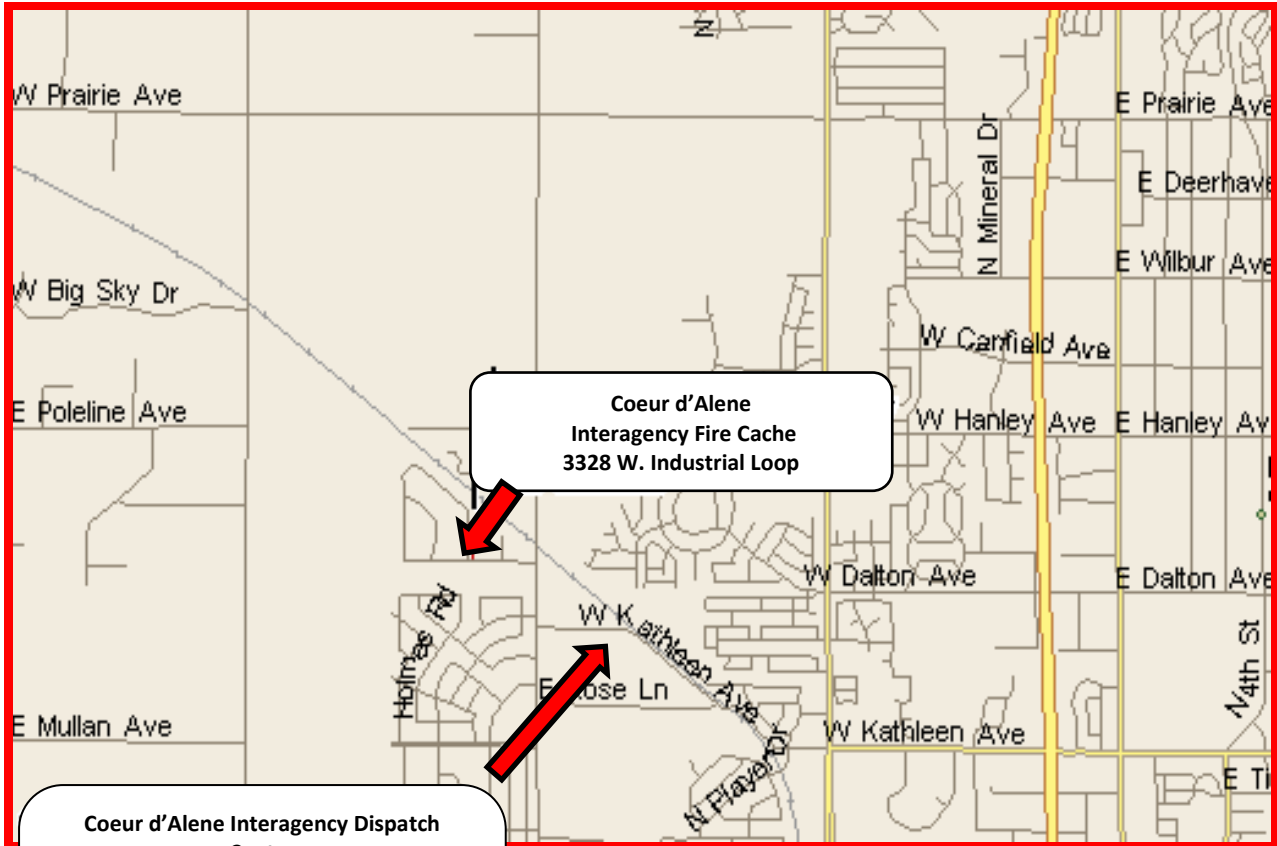 N
W Prairie Ave
E Prairie Ave
N Mineral Dr
E Deerhave
E Wilbur Ave
W Big Sky Dr
W Canfield Ave
E Poleline Ave
Coeur d’Alene
Interagency Fire Cache
3328 W. Industrial Loop
W Hanley Ave
E Hanley Av
W Dalton Ave
E Dalton Ave
Holmes Rd
W Kathleen Ave
N 4th St
Ln
E Mullan Ave
W Kathleen Ave
N Player Dr
E Ti
Coeur d’Alene Interagency Dispatch